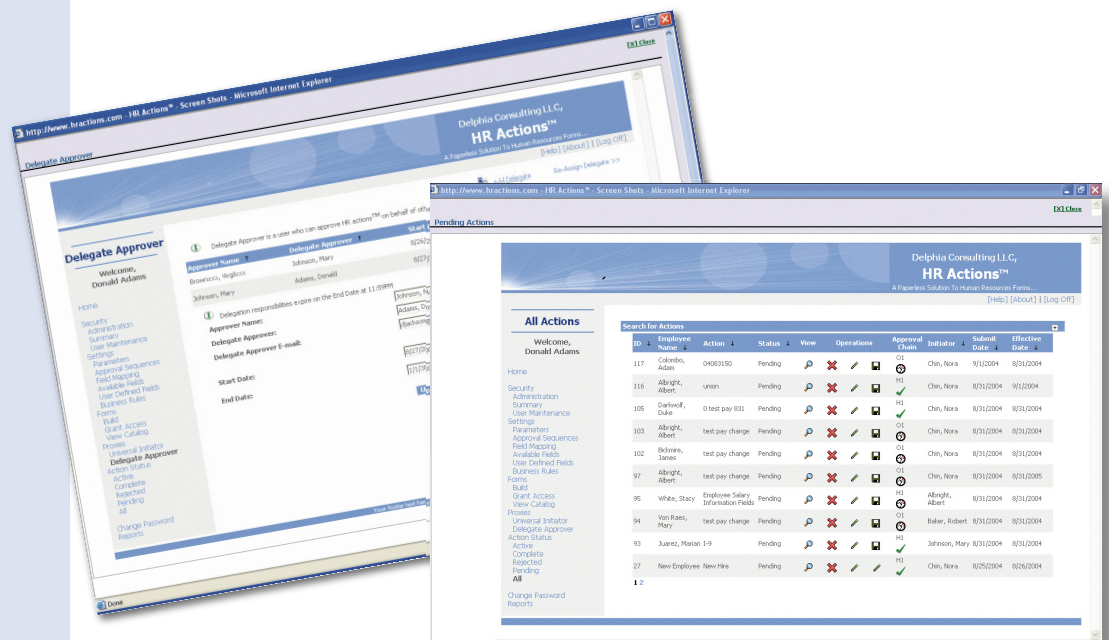 http://www.hractions.com - HR Actions™ - Screen Shots - Microsoft Internet Explorer
[X] Close
Delegate Approver
Delphia Consulting LLC,
HR Actions™
A Paperless Solution To Human Resources Forms...
[Help] [About] | [Log Off]
Add Delegate
Re-Assign Delegate >>
Delegate Approver
Welcome,
Donald Adams
Home
Security
Administration
Summary
User Maintenance
Settings
Parameters
Approval Sequences
Field Mapping
Available Fields
User Defined Fields
Business Rules
Forms
Build
Grant Access
View Catalog
Proxies
Universal Initiator
Delegate Approver
Action Status
Active
Complete
Rejected
Pending
All
Change Password
Reports
Delegate Approver is a user who can approve HR actions™ on behalf of
Approver Name Delegate Approver Start
Johnson, Mary
Johnson, Mary Adams, Donald
Delegation responsibilities expire on the End Date at 11:59PM
Approver Name:
Delegate Approver:
Delegate Approver E-mail:
Start Date:
End Date:
Done
http://www.hractions.com - HR Actions™ - Screen Shots - Microsoft Internet Explorer
[X] Close
Pending Actions
Delphia Consulting LLC,
HR Actions™
A Paperless Solution To Human Resources Forms...
[Help] [About] | [Log Off]
All Actions
Welcome,
Donald Adams
Home
Security
Administration
Summary
User Maintenance
Settings
Parameters
Approval Sequences
Field Mapping
Available Fields
User Defined Fields
Business Rules
Forms
Build
Grant Access
View Catalog
Proxies
Universal Initiator
Delegate Approver
Action Status
Active
Complete
Rejected
Pending
All
Change Password
Reports
Search for Actions
ID Employee Name Action Status View Operations Approval Chain Initiator Submit Date Effective Date
117 Colombo, Adam 04083150 Pending O1 Chin, Nora 9/1/2004 8/31/2004
116 Albright, Albert union Pending H1 Chin, Nora 8/31/2004 9/1/2004
105 Darkwolf, Duke 0 test pay 831 Pending H1 Chin, Nora 8/31/2004 8/31/2004
103 Albright, Albert test pay change Pending O1 Chin, Nora 8/31/2004 8/31/2004
102 Bickmire, James test pay change Pending O1 Chin, Nora 8/31/2004 8/31/2004
97 Albright, Albert test pay change Pending O1 Chin, Nora 8/31/2004 8/31/2005
95 White, Stacy Employee Salary Information Fields Pending H1 Albright, Albert 8/31/2004 8/31/2004
94 Von Raes, Mary test pay change Pending O1 Baker, Robert 8/31/2004 8/31/2004
93 Juarez, Marian I-9 Pending H1 Johnson, Mary 8/31/2004 8/31/2004
27 New Employee New Hire Pending H1 Chin, Nora 8/25/2004 8/26/2004
1 2